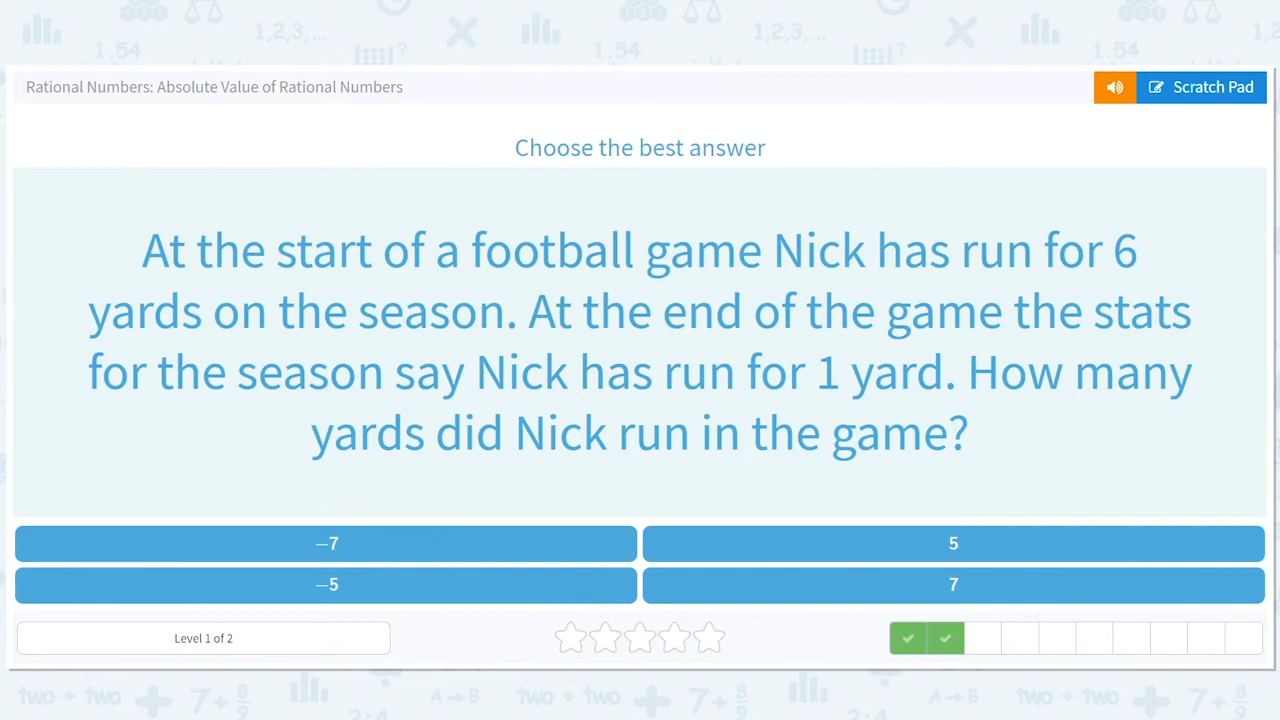 Rational Numbers: Absolute Value of Rational Numbers
Scratch Pad
Choose the best answer
At the start of a football game Nick has run for 6
yards on the season. At the end of the game the stats
for the season say Nick has run for 1 yard. How many
yards did Nick run in the game?
−7
5
−5
7
Level 1 of 2